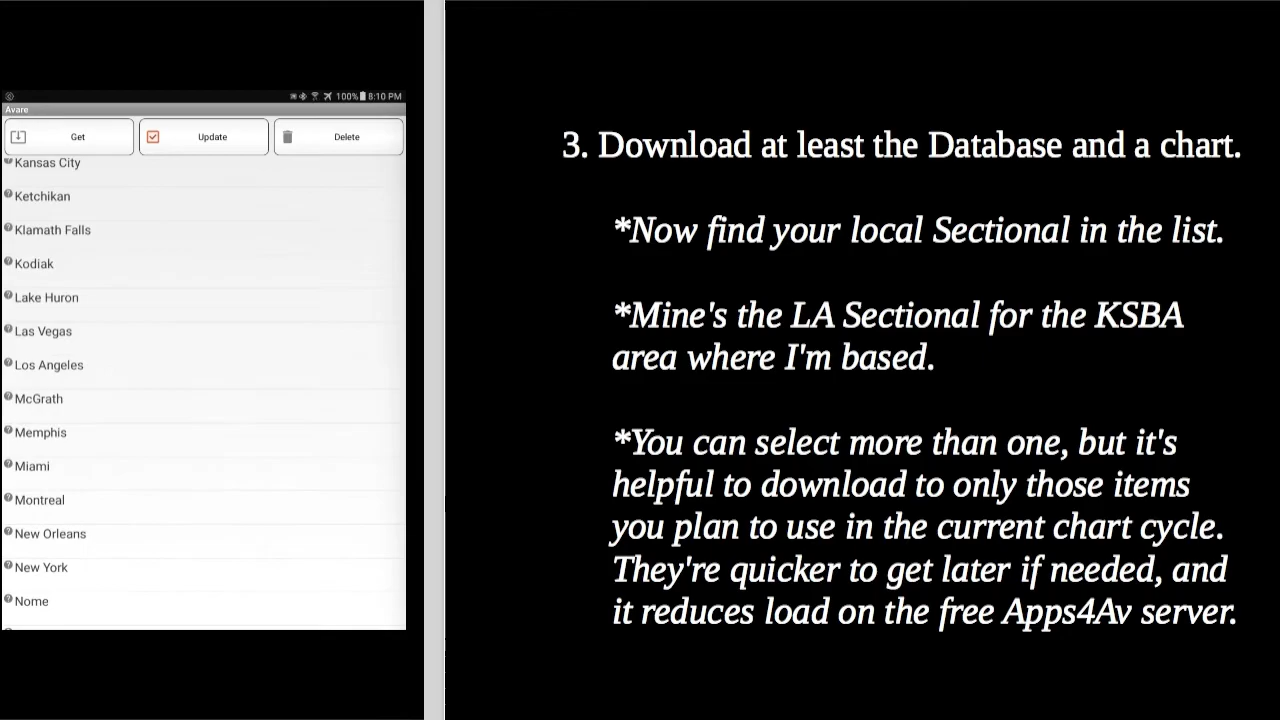 100% 8:10 PM
Avare
Get Update Delete
Kansas City
Ketchikan
Klamath Falls
Kodiak
Lake Huron
Las Vegas
Los Angeles
McGrath
Memphis
Miami
Montreal
New Orleans
New York
Nome
3. Download at least the Database and a chart.
*Now find your local Sectional in the list.
*Mine's the LA Sectional for the KSBA
area where I'm based.
*You can select more than one, but it's
helpful to download to only those items
you plan to use in the current chart cycle.
They're quicker to get later if needed, and
it reduces load on the free Apps4Av server.